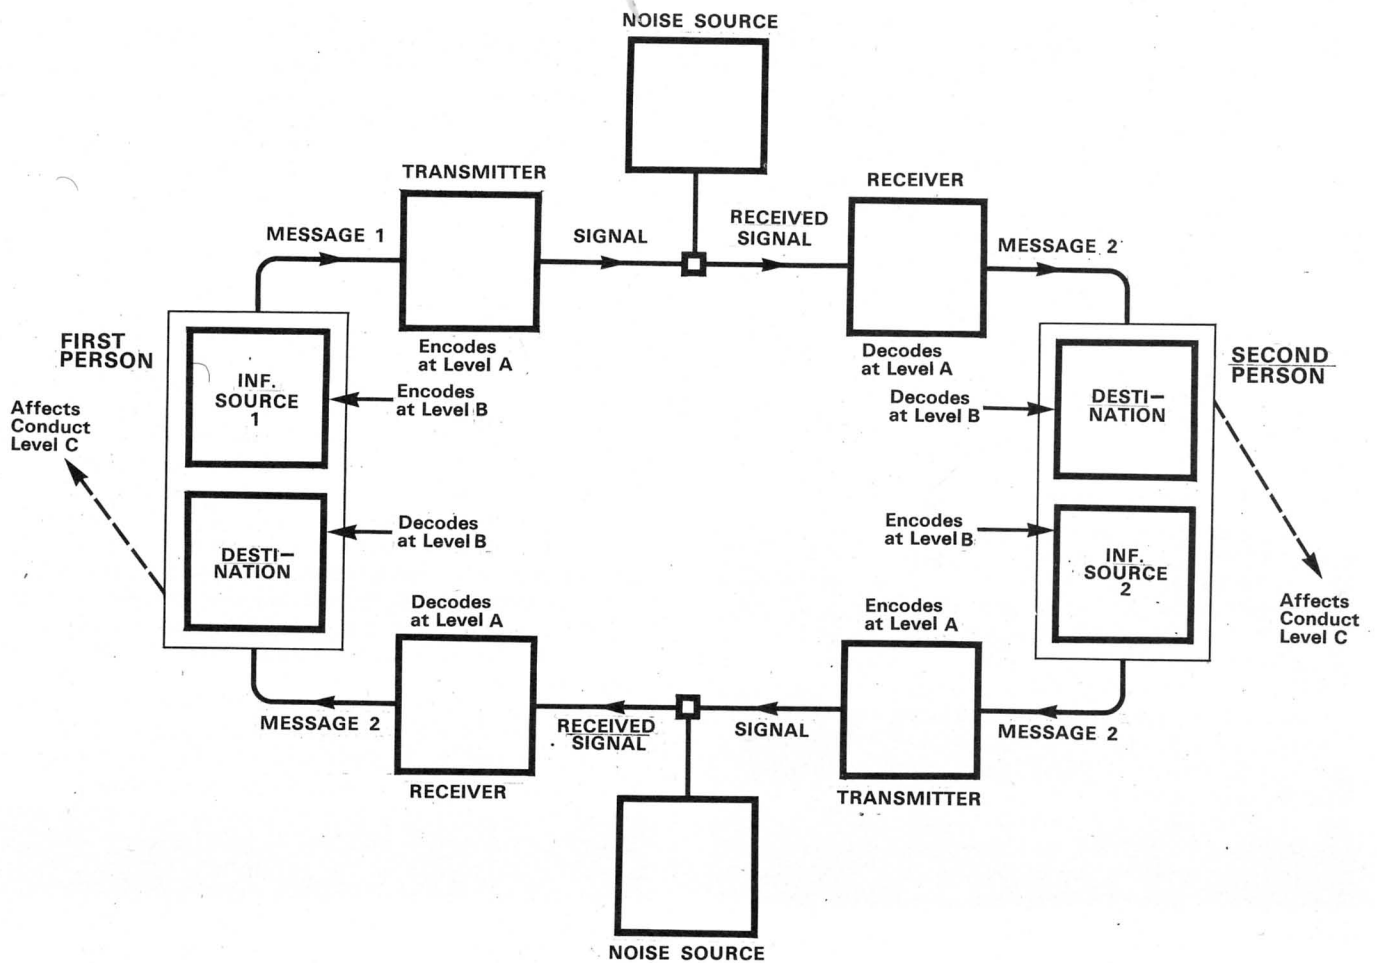 NOISE SOURCE
TRANSMITTER
RECEIVER
MESSAGE 1
SIGNAL
RECEIVED
SIGNAL
MESSAGE 2
FIRST
PERSON
INF.
SOURCE
1
Encodes
at Level A
Encodes
at Level B
Affects
Conduct
Level C
DESTI–
NATION
Decodes
at Level B
Decodes
at Level A
Decodes
at Level B
DESTI–
NATION
SECOND
PERSON
Encodes
at Level B
INF.
SOURCE
2
Affects
Conduct
Level C
Decodes
at Level A
Encodes
at Level A
MESSAGE 2
RECEIVED
SIGNAL
SIGNAL
MESSAGE 2
RECEIVER
TRANSMITTER
NOISE SOURCE